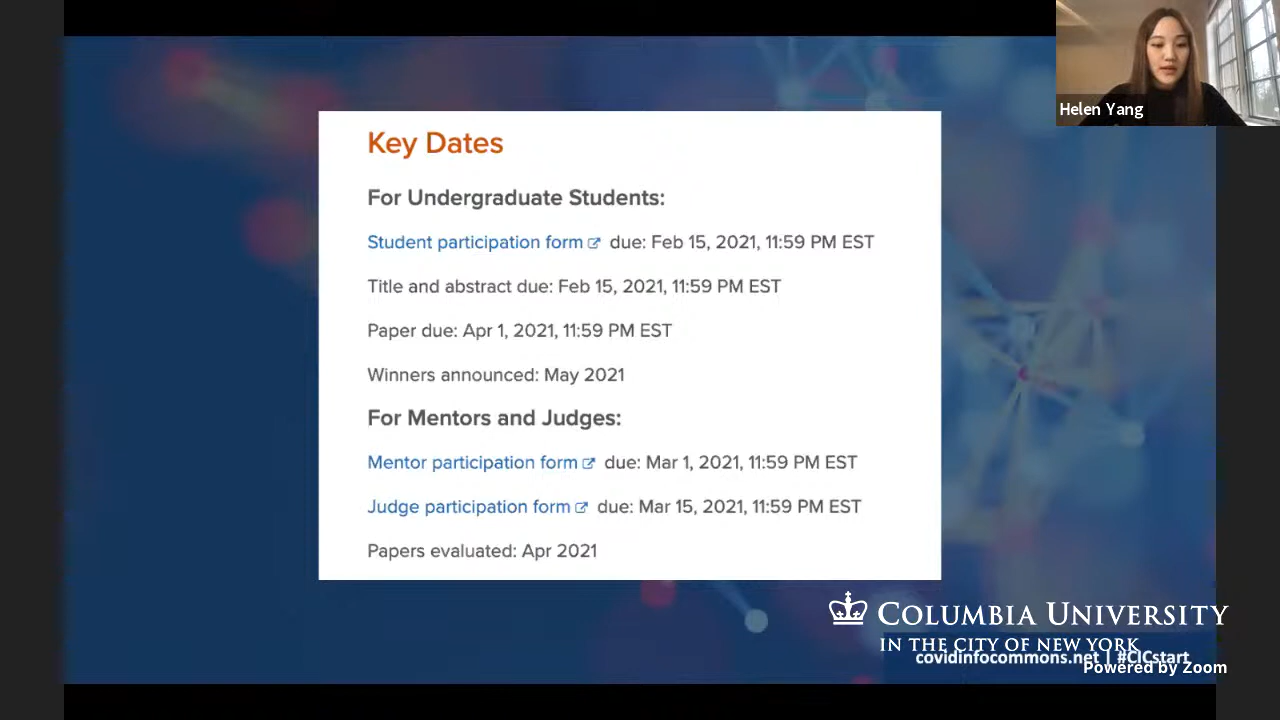 Helen Yang
Key Dates
For Undergraduate Students:
Student participation form due: Feb 15, 2021, 11:59 PM EST
Title and abstract due: Feb 15, 2021, 11:59 PM EST
Paper due: Apr 1, 2021, 11:59 PM EST
Winners announced: May 2021
For Mentors and Judges:
Mentor participation form due: Mar 1, 2021, 11:59 PM EST
Judge participation form due: Mar 15, 2021, 11:59 PM EST
Papers evaluated: Apr 2021
COLUMBIA UNIVERSITY
IN THE CITY OF NEW YORK
covidinfocommons.net | #CICstart
Powered by Zoom